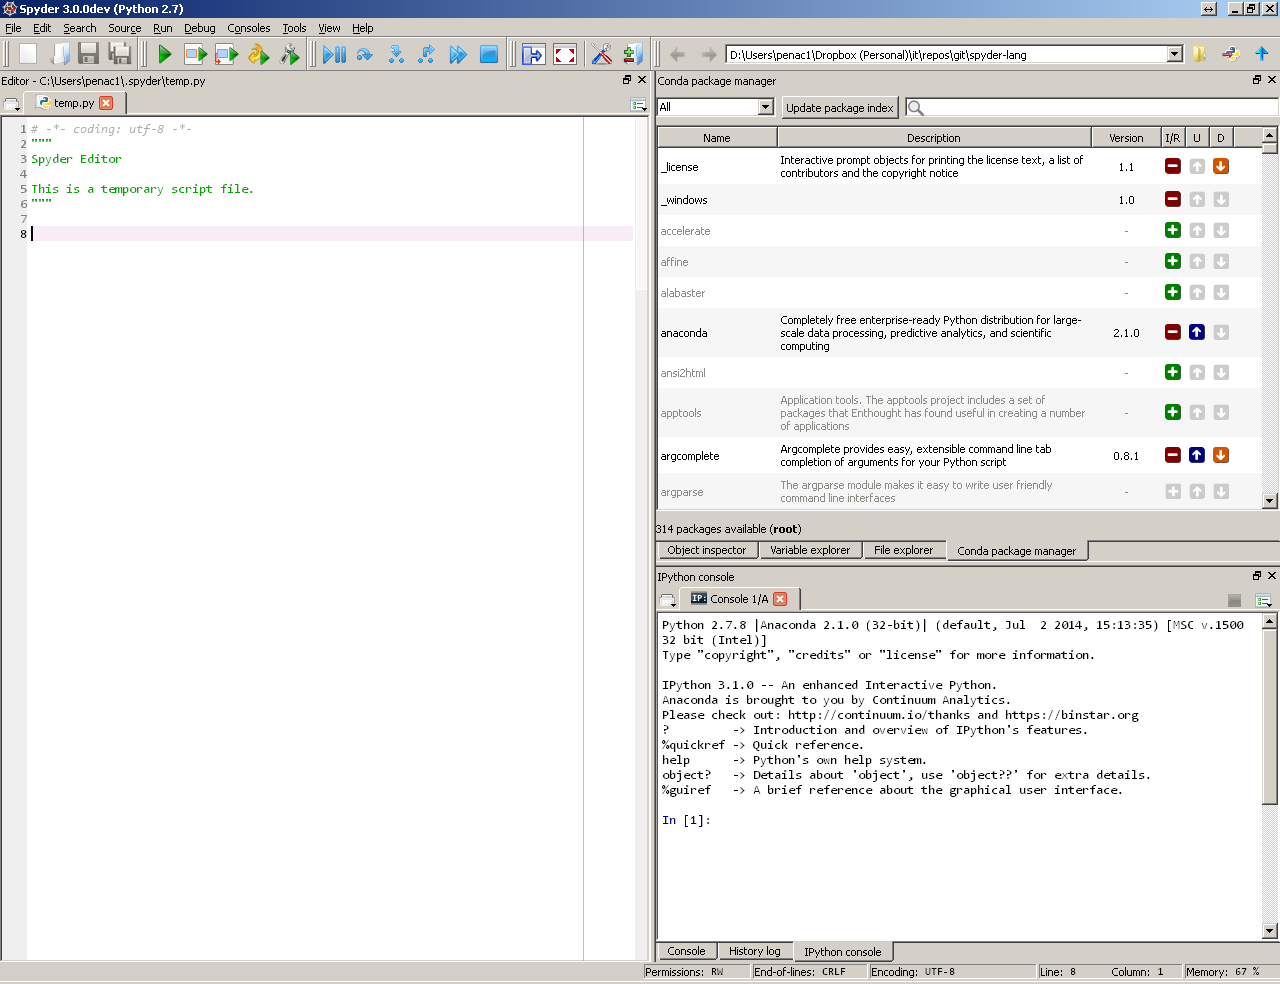 Spyder 3.0.0dev (Python 2.7)
File Edit Search Source Run Debug Consoles Tools View Help
D:\Users\penac1\Dropbox (Personal)\it\repos\git\spyder-lang
Editor - C:\Users\penac1\.spyder\temp.py
temp.py
1 # -*- coding: utf-8 -*-
2 """
3 Spyder Editor
4
5 This is a temporary script file.
6 """
7
8
Conda package manager
All Update package index
Name Description Version I/R U D
_license Interactive prompt objects for printing the license text, a list of
contributors and the copyright notice 1.1
_windows 1.0
accelerate -
affine -
alabaster -
anaconda Completely free enterprise-ready Python distribution for large-
scale data processing, predictive analytics, and scientific
computing 2.1.0
ansi2html -
apptools Application tools. The apptools project includes a set of
packages that Enthought has found useful in creating a number
of applications -
argcomplete Argcomplete provides easy, extensible command line tab
completion of arguments for your Python script 0.8.1
argparse The argparse module makes it easy to write user friendly
command line interfaces -
314 packages available (root)
Object inspector Variable explorer File explorer Conda package manager
IPython console
IP: Console 1/A
Python 2.7.8 |Anaconda 2.1.0 (32-bit)| (default, Jul  2 2014, 15:13:35) [MSC v.1500
32 bit (Intel)]
Type "copyright", "credits" or "license" for more information.
IPython 3.1.0 -- An enhanced Interactive Python.
Anaconda is brought to you by Continuum Analytics.
Please check out: http://continuum.io/thanks and https://binstar.org
?         -> Introduction and overview of IPython's features.
%quickref -> Quick reference.
help      -> Python's own help system.
object?   -> Details about 'object', use 'object??' for extra details.
%guiref   -> A brief reference about the graphical user interface.
In [1]:
Console History log IPython console
Permissions: RW End-of-lines: CRLF Encoding: UTF-8 Line: 8 Column: 1 Memory: 67 %